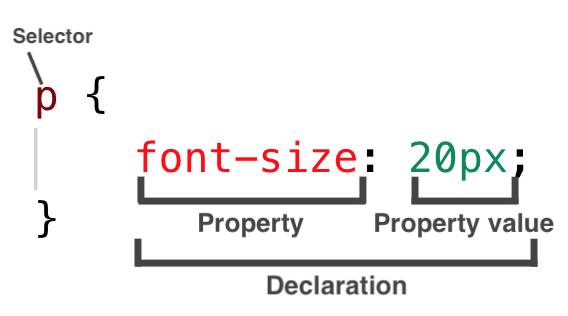 Selector
p {
font-size: 20px;
Property Property value
}
Declaration